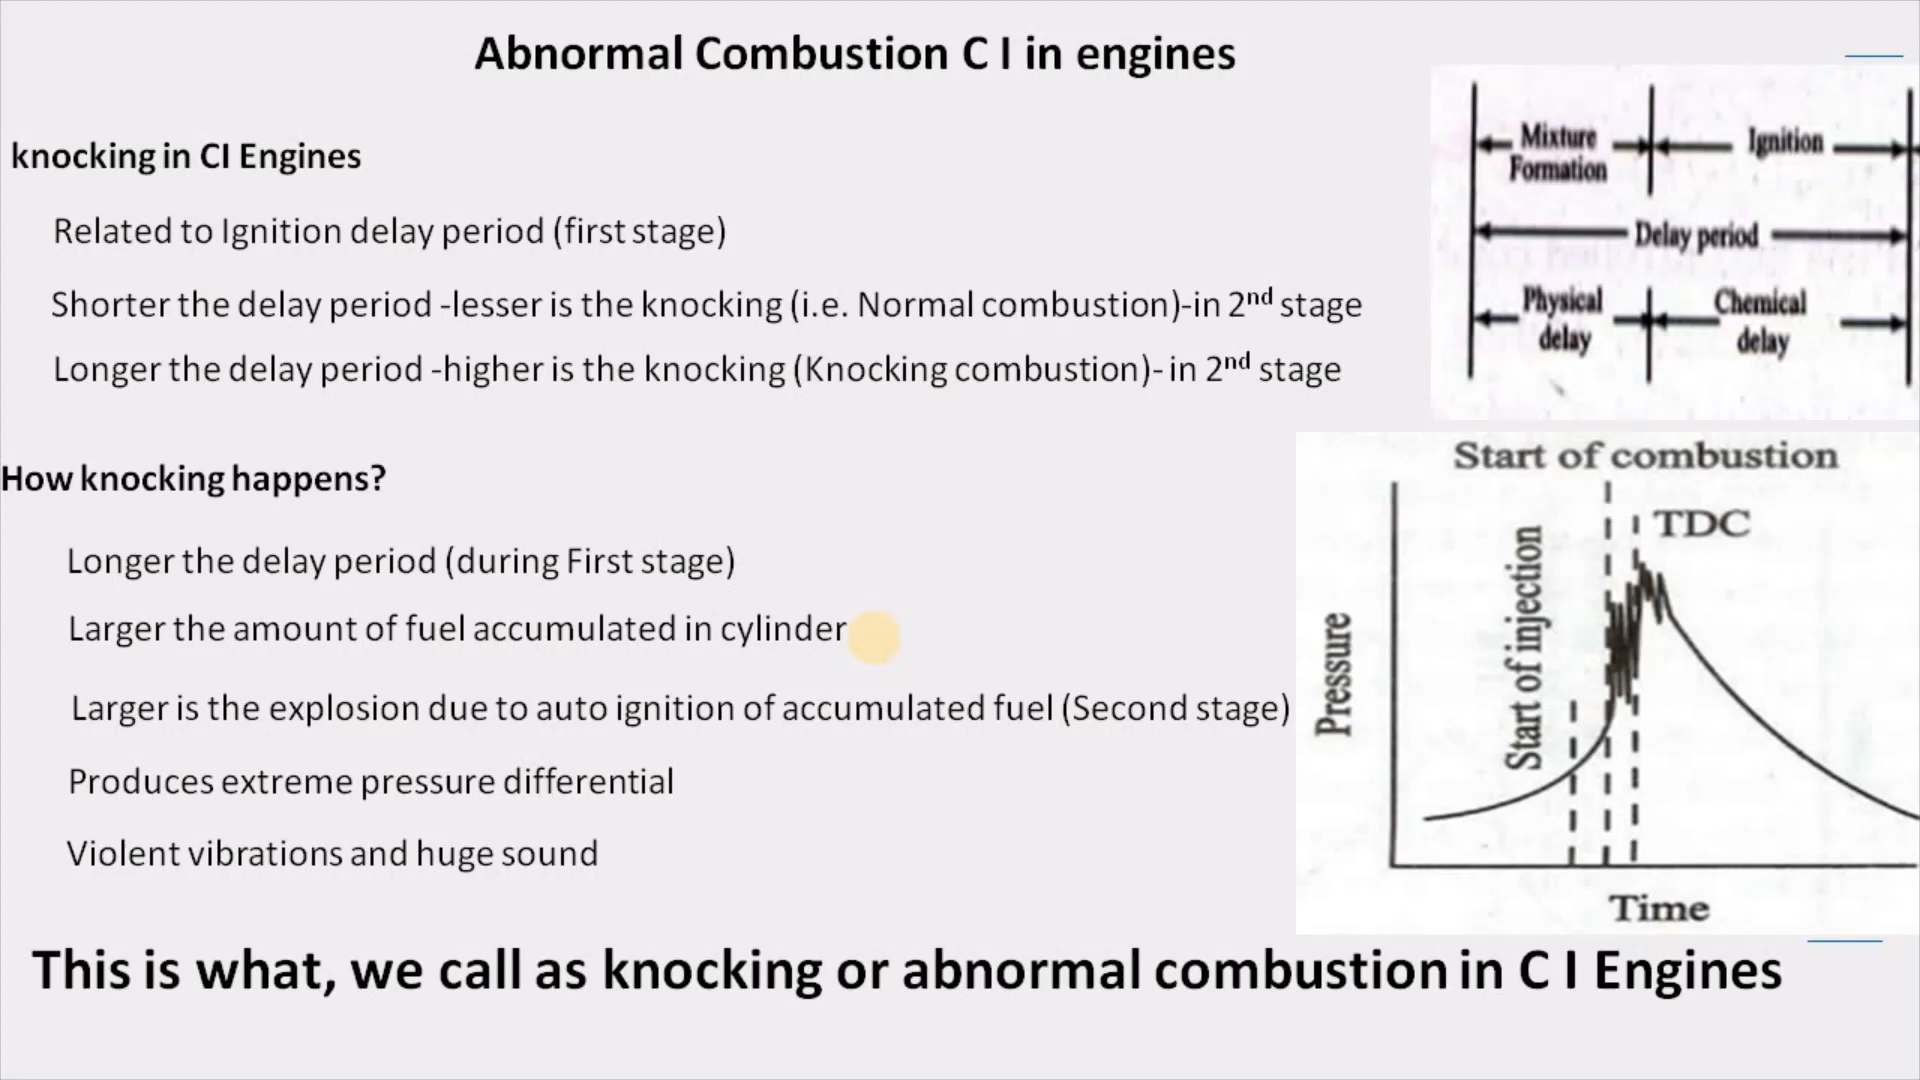 Abnormal Combustion C I in engines
knocking in CI Engines
Related to Ignition delay period (first stage)
Shorter the delay period -lesser is the knocking (i.e. Normal combustion)-in 2nd stage
Longer the delay period -higher is the knocking (Knocking combustion)- in 2nd stage
How knocking happens?
Longer the delay period (during First stage)
Larger the amount of fuel accumulated in cylinder
Larger is the explosion due to auto ignition of accumulated fuel (Second stage)
Produces extreme pressure differential
Violent vibrations and huge sound
Mixture
Formation
Ignition
Delay period
Physical
delay
Chemical
delay
Start of combustion
TDC
Start of injection
Pressure
Time
This is what, we call as knocking or abnormal combustion in C I Engines